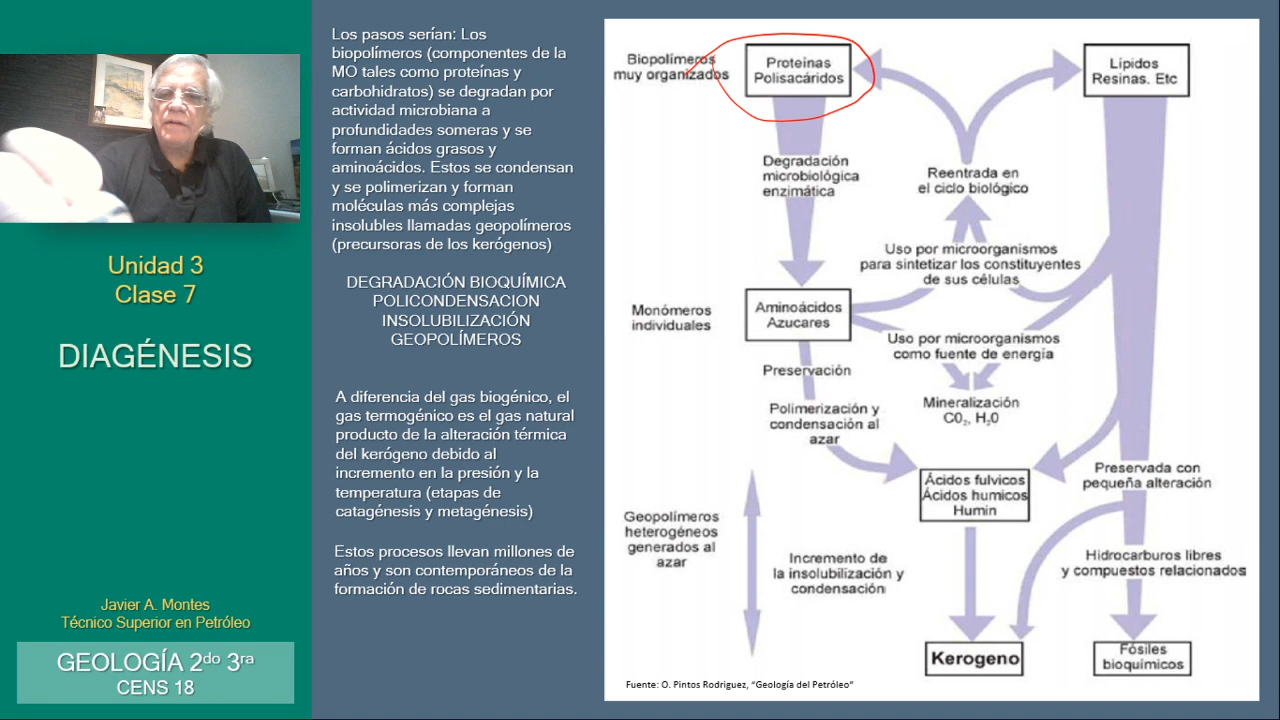 Unidad 3
Clase 7
DIAGÉNESIS
Javier A. Montes
Técnico Superior en Petróleo
GEOLOGÍA 2do 3ra
CENS 18
Los pasos serían: Los
biopolímeros (componentes de la
MO tales como proteínas y
carbohidratos) se degradan por
actividad microbiana a
profundidades someras y se
forman ácidos grasos y
aminoácidos. Estos se condensan
y se polimerizan y forman
moléculas más complejas
insolubles llamadas geopolímeros
(precursoras de los kerógenos)
DEGRADACIÓN BIOQUÍMICA
POLICONDENSACION
INSOLUBILIZACIÓN
GEOPOLÍMEROS
A diferencia del gas biogénico, el
gas termogénico es el gas natural
producto de la alteración térmica
del kerógeno debido al
incremento en la presión y la
temperatura (etapas de
catagénesis y metagénesis)
Estos procesos llevan millones de
años y son contemporáneos de la
formación de rocas sedimentarias.
Biopolímeros
muy organizados
Proteínas
Polisacáridos
Lípidos
Resinas. Etc
Degradación
microbiológica
enzimática
Reentrada en
el ciclo biológico
Uso por microorganismos
para sintetizar los constituyentes
de sus células
Monómeros
individuales
Aminoácidos
Azucares
Uso por microorganismos
como fuente de energía
Preservación
Mineralización
C0₂, H₂0
Polimerización y
condensación al
azar
Preservada con
pequeña alteración
Ácidos fulvicos
Ácidos humicos
Humin
Geopolímeros
heterogéneos
generados al
azar
Incremento de
la insolubilización y
condensación
Hidrocarburos libres
y compuestos relacionados
Kerogeno
Fósiles
bioquímicos
Fuente: O. Pintos Rodriguez, “Geología del Petróleo”